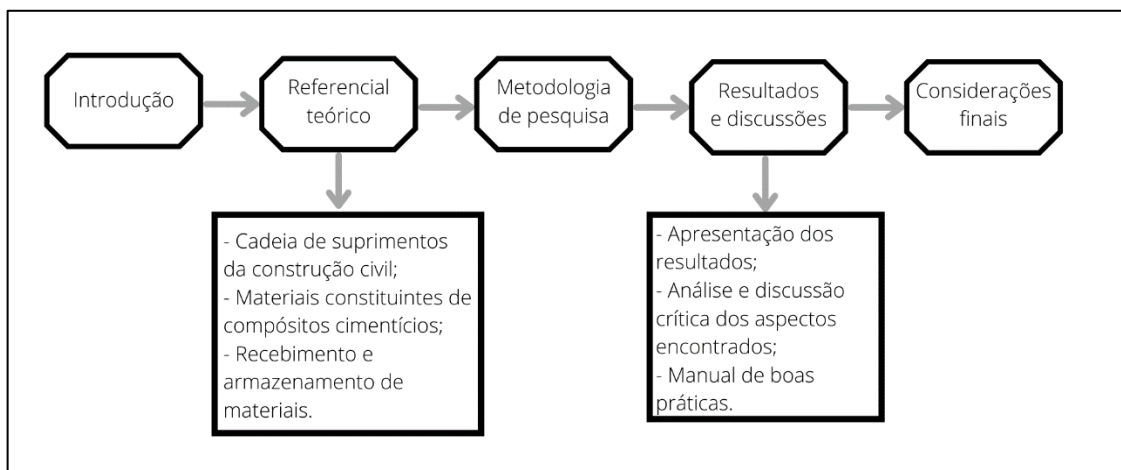 Introdução
Referencial
teórico
Metodologia
de pesquisa
Resultados
e discussões
Considerações
finais
- Cadeia de suprimentos
da construção civil;
- Materiais constituintes de
compósitos cimentícios;
- Recebimento e
armazenamento de
materiais.
- Apresentação dos
resultados;
- Análise e discussão
crítica dos aspectos
encontrados;
- Manual de boas
práticas.